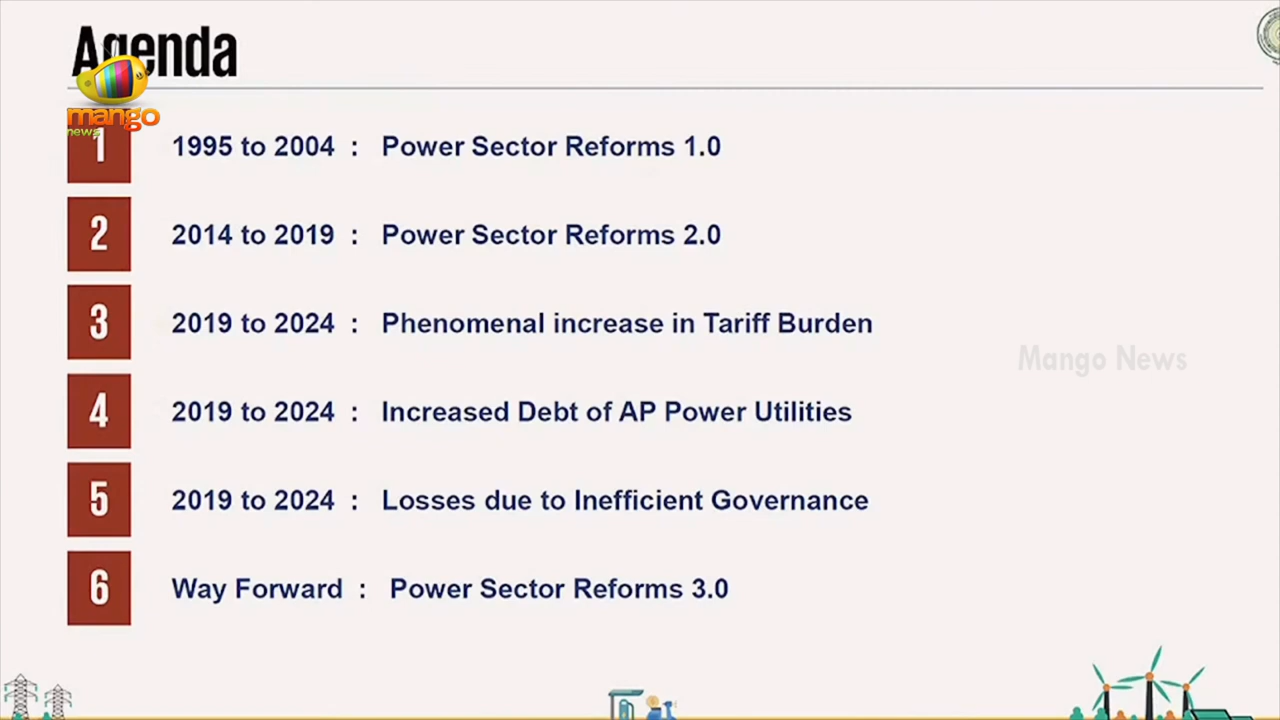 Agenda
mango
news
1 1995 to 2004 : Power Sector Reforms 1.0
2 2014 to 2019 : Power Sector Reforms 2.0
3 2019 to 2024 : Phenomenal increase in Tariff Burden
Mango News
4 2019 to 2024 : Increased Debt of AP Power Utilities
5 2019 to 2024 : Losses due to Inefficient Governance
6 Way Forward : Power Sector Reforms 3.0